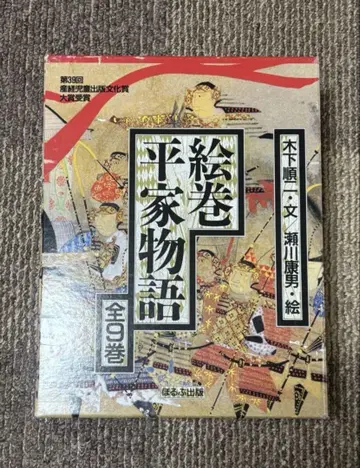 第39回
産経児童出版文化賞
大賞受賞
絵巻
平家物語
全9巻
木下順二・文/瀬川康男・絵
ほるぷ出版